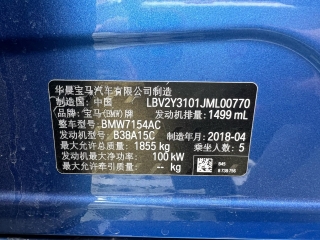 华晨宝马汽车有限公司制造
制造国：中国 LBV2Y3101JML00770
品牌：宝马(BMW)牌 发动机排量：1499 mL
整车型号：BMW7154AC
发动机型号：B38A15C 制造年月：2018-04
最大允许总质量：1855 kg 乘坐人数：5
发动机最大净功率：100 kW
最大允许牵引质量：-- kg